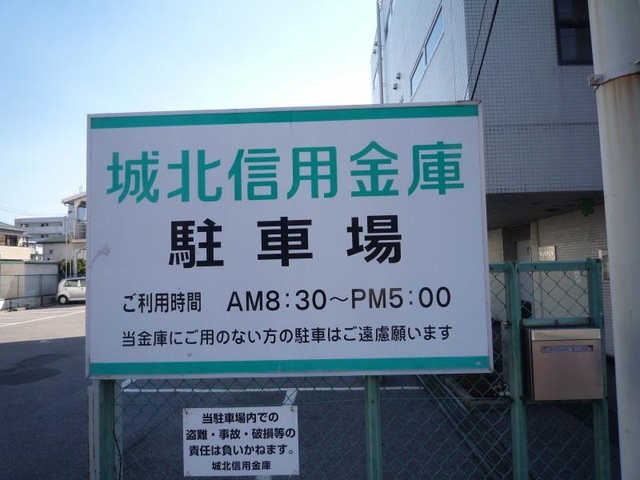 城北信用金庫
駐車場
ご利用時間 AM8:30～PM5:00
当金庫にご用のない方の駐車はご遠慮願います
当駐車場内での
盗難・事故・破損等の
責任は負いかねます。
城北信用金庫